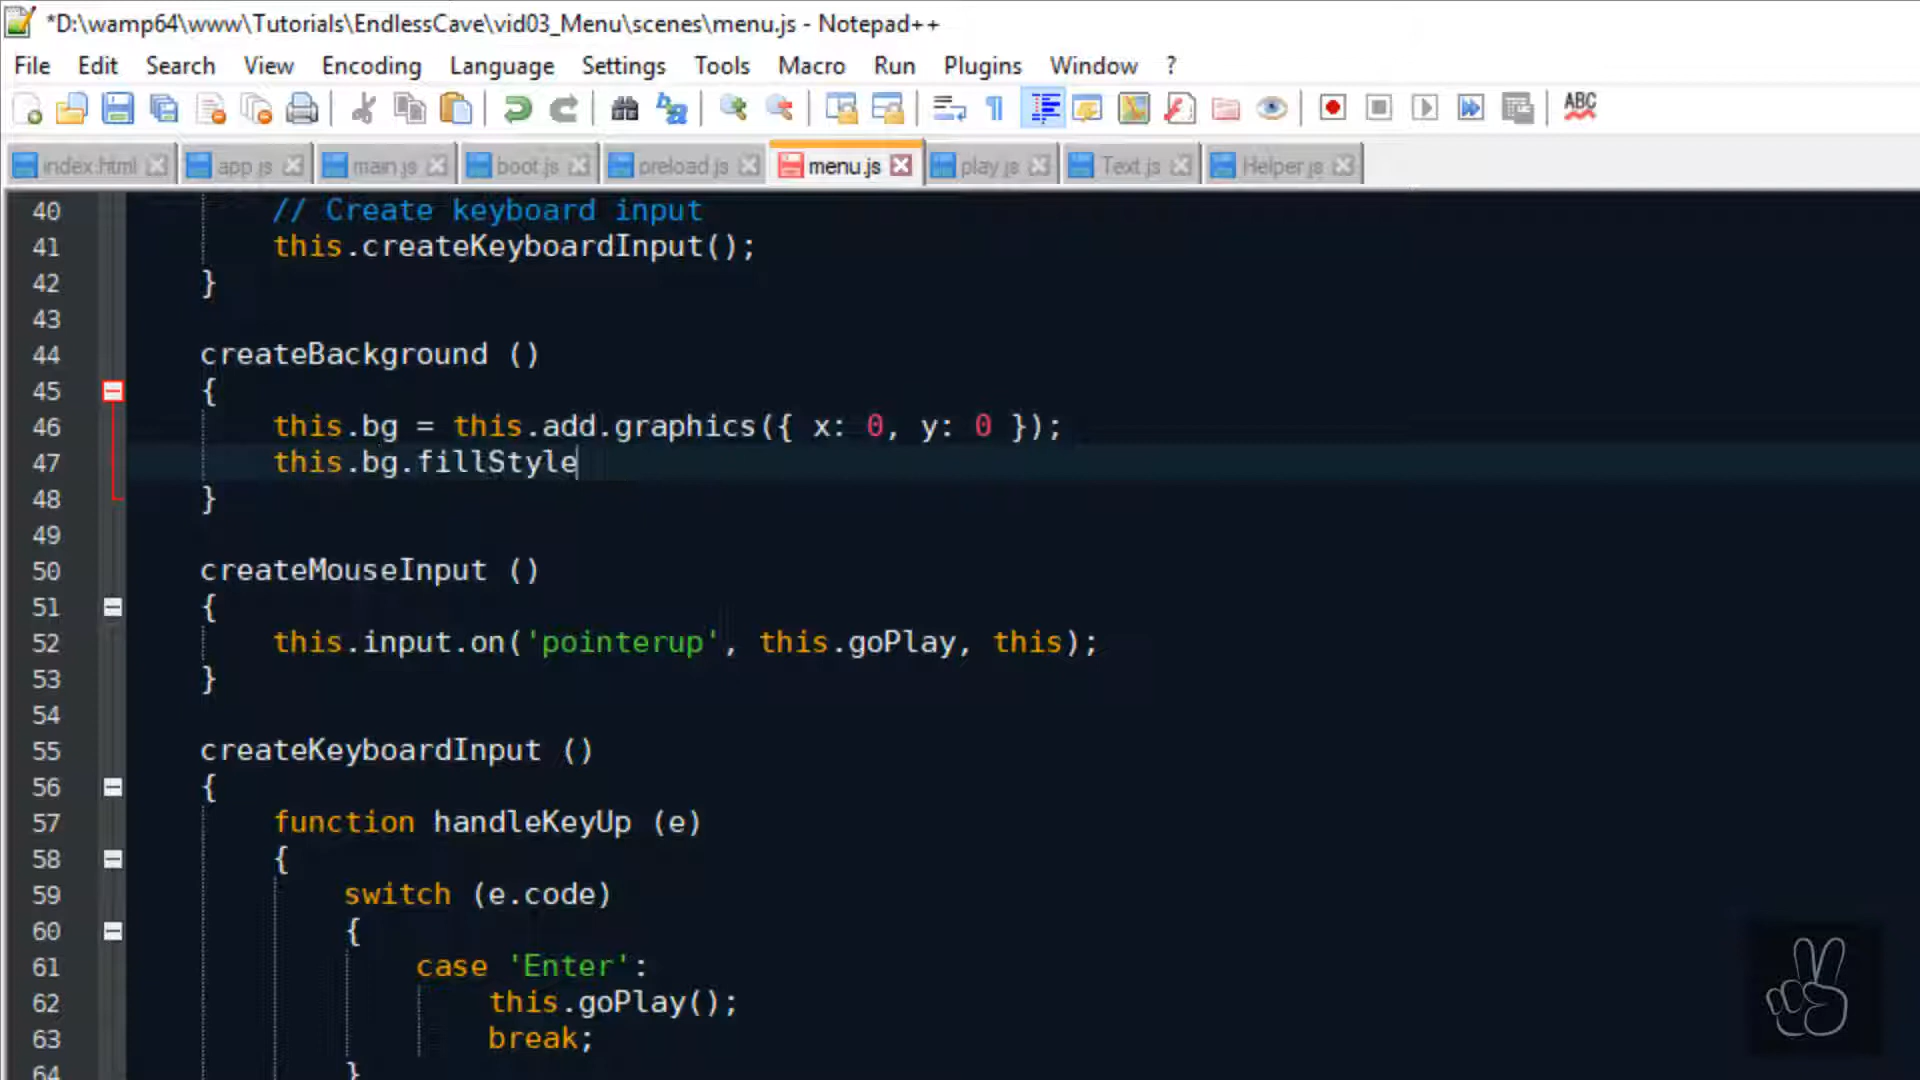 *D:\wamp64\www\Tutorials\EndlessCave\vid03_Menu\scenes\menu.js - Notepad++
File Edit Search View Encoding Language Settings Tools Macro Run Plugins Window ?
ABC
index.html app.js main.js boot.js preload.js menu.js play.js Text.js Helper.js
40 // Create keyboard input
41 this.createKeyboardInput();
42 }
43
44 createBackground ()
45 {
46 this.bg = this.add.graphics({ x: 0, y: 0 });
47 this.bg.fillStyle
48 }
49
50 createMouseInput ()
51 {
52 this.input.on('pointerup', this.goPlay, this);
53 }
54
55 createKeyboardInput ()
56 {
57 function handleKeyUp (e)
58 {
59 switch (e.code)
60 {
61 case 'Enter':
62 this.goPlay();
63 break;
64 }